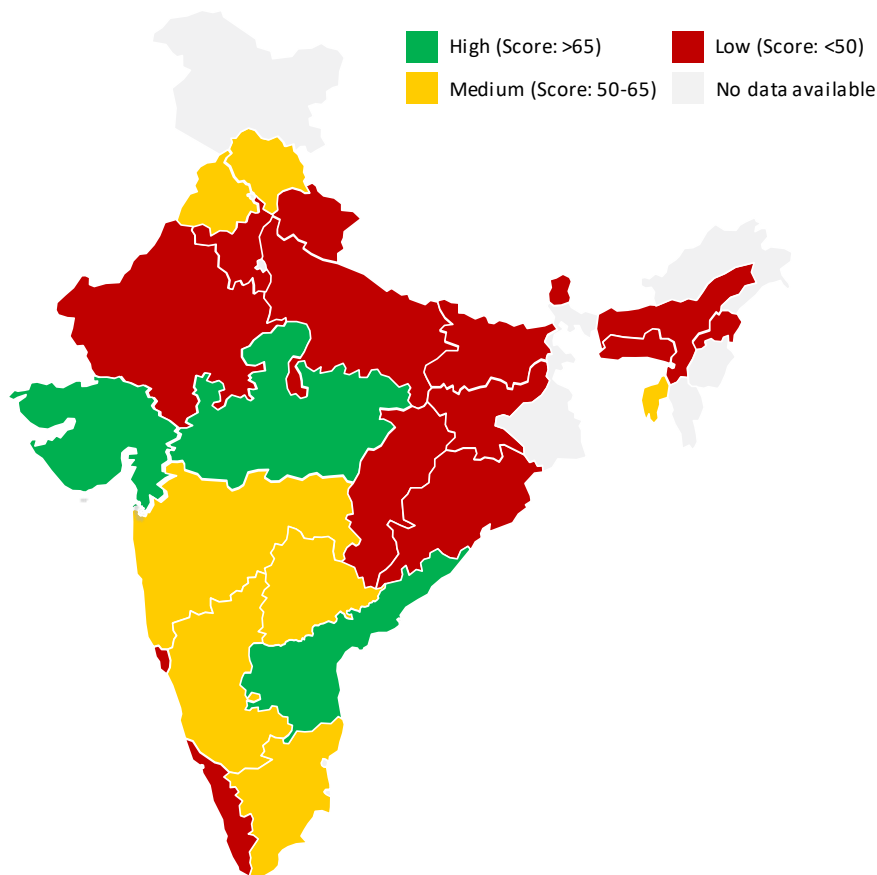 High (Score: >65)
Low (Score: <50)
Medium (Score: 50-65)
No data available